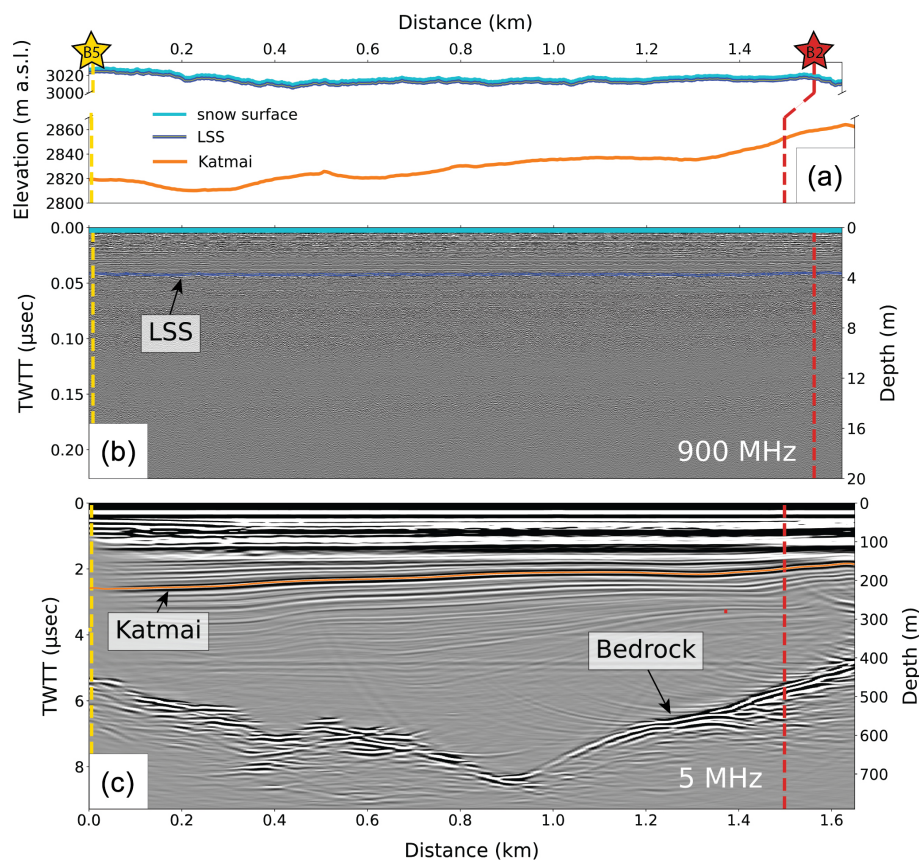 Distance (km)
0.2 0.4 0.6 0.8 1.0 1.2 1.4
B5 B2
Elevation (m a.s.l.)
3020
3000
2860
2840
2820
2800
snow surface
LSS
Katmai
(a)
TWTT (μsec)
0.00
0.05
0.10
0.15
0.20
LSS
(b)
900 MHz
0
4
8
12
16
20
Depth (m)
TWTT (μsec)
0
2
4
6
8
Katmai
Bedrock
(c)
5 MHz
0
100
200
300
400
500
600
700
Depth (m)
0.0 0.2 0.4 0.6 0.8 1.0 1.2 1.4 1.6
Distance (km)